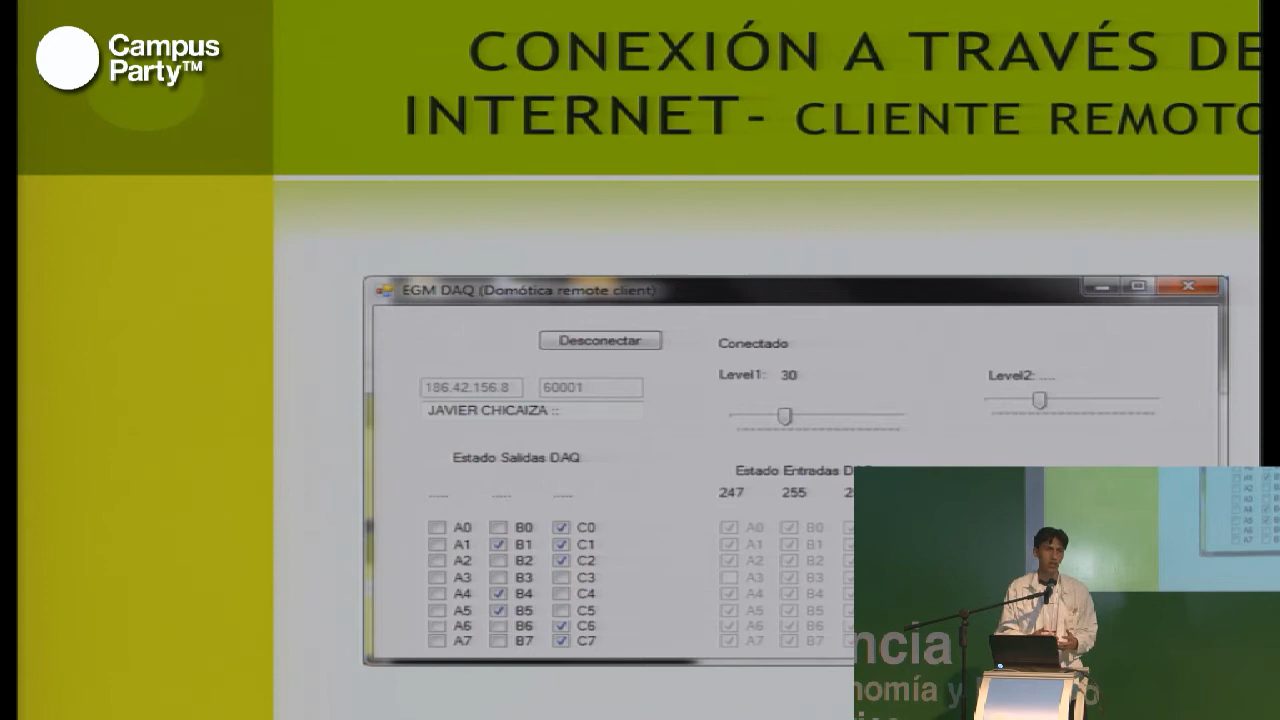 Campus
Party™
CONEXIÓN A TRAVÉS DE
INTERNET- CLIENTE REMOTO
EGM DAQ (Domótica remote client)
Desconectar
Conectado
Level1: 30
Level2: ....
186.42.156.8 60001
JAVIER CHICAIZA ::
Estado Salidas DAQ
Estado Entradas
..... ..... .....
247 255
A0 B0 C0
A1 B1 C1
A2 B2 C2
A3 B3 C3
A4 B4 C4
A5 B5 C5
A6 B6 C6
A7 B7 C7
A0 B0
A1 B1
A2 B2
A3 B3
A4 B4
A5 B5
A6 B6
A7 B7
ncia
nomía y